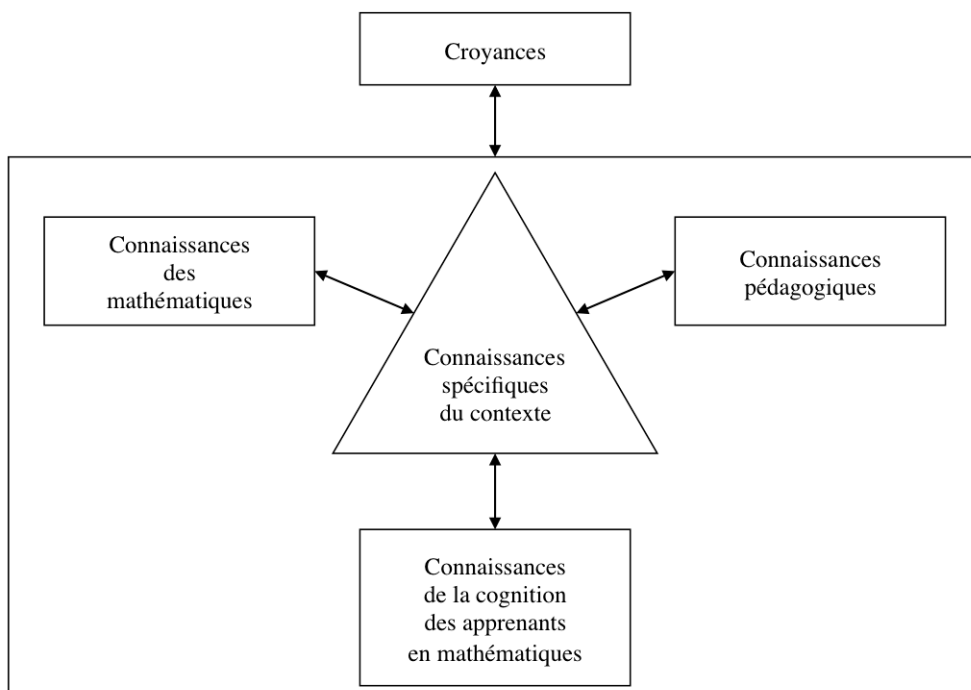 Croyances
Connaissances
des
mathématiques
Connaissances
pédagogiques
Connaissances
spécifiques
du contexte
Connaissances
de la cognition
des apprenants
en mathématiques